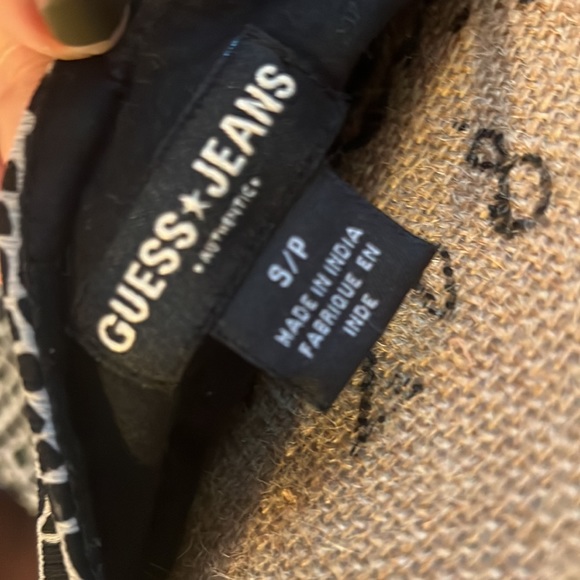 GUESS★JEANS
• AUTHENTIC •
S/P
MADE IN INDIA
FABRIQUE EN
INDE